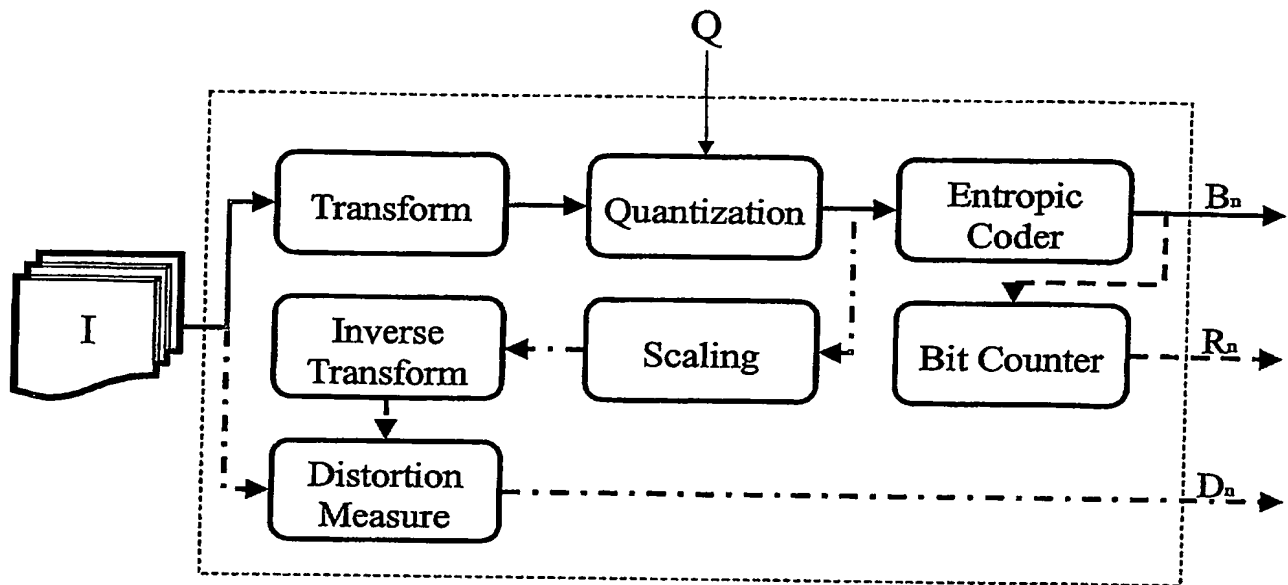 Q
Transform
Quantization
Entropic
Coder
Bn
I
Inverse
Transform
Scaling
Bit Counter
Rn
Distortion
Measure
Dn